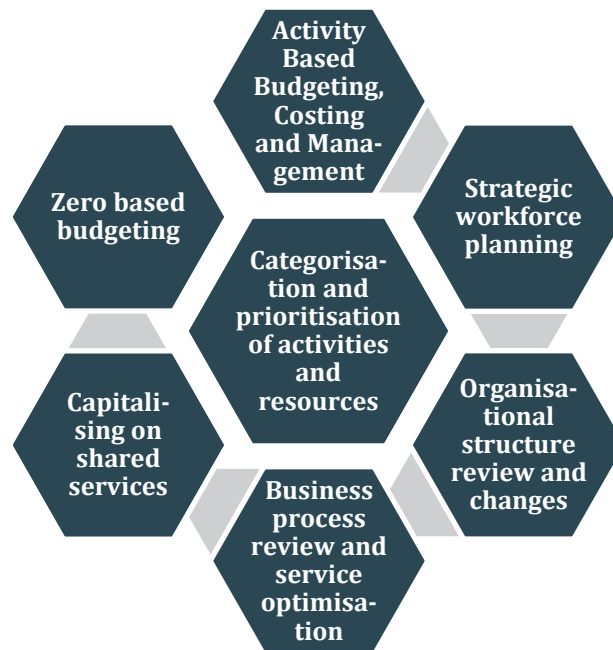 Activity
Based
Budgeting,
Costing
and Mana-
gement
Strategic
workforce
planning
Zero based
budgeting
Categorisa-
tion and
prioritisation
of activities
and
resources
Capitali-
sing on
shared
services
Organisa-
tional
structure
review and
changes
Business
process
review and
service
optimisa-
tion